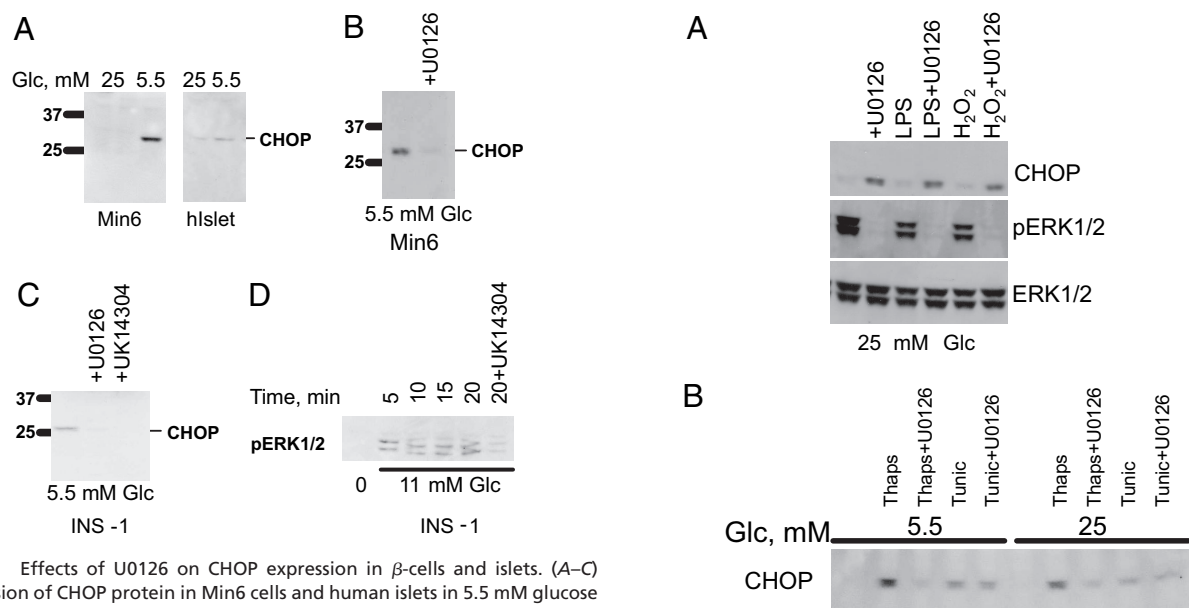 A
Glc, mM 25 5.5 25 5.5
37
25
CHOP
Min6 hIslet
B
+U0126
37
25
CHOP
5.5 mM Glc
Min6
C
+U0126
+UK14304
37
25
CHOP
5.5 mM Glc
INS -1
D
Time, min 5 10 15 20 20+UK14304
pERK1/2
0 11 mM Glc
INS -1
Effects of U0126 on CHOP expression in β-cells and islets. (A–C)
sion of CHOP protein in Min6 cells and human islets in 5.5 mM glucose
A
+U0126
LPS
LPS+U0126
H2O2
H2O2+U0126
CHOP
pERK1/2
ERK1/2
25 mM Glc
B
Thaps
Thaps+U0126
Tunic
Tunic+U0126
Thaps
Thaps+U0126
Tunic
Tunic+U0126
Glc, mM 5.5 25
CHOP